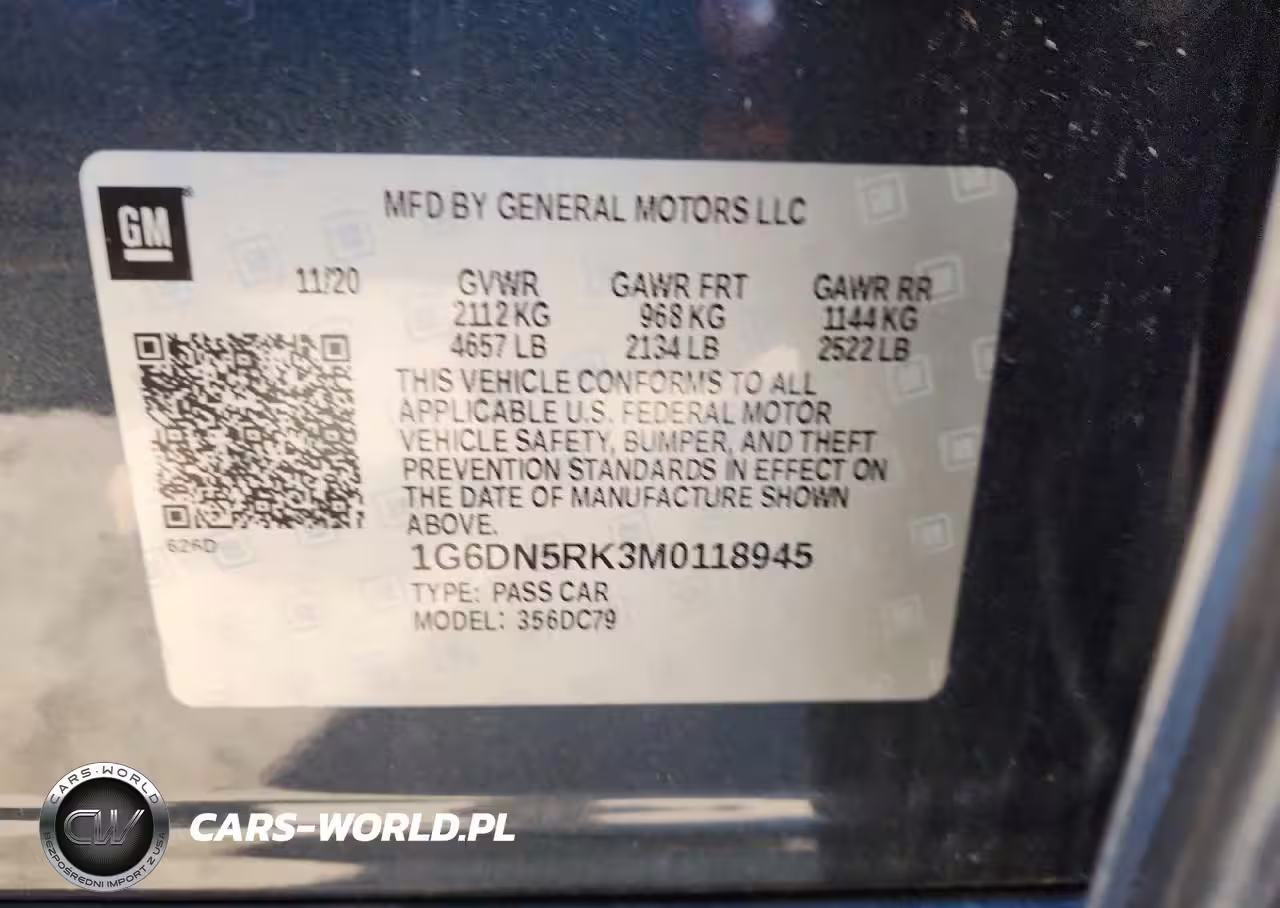 GM
MFD BY GENERAL MOTORS LLC
11/20
GVWR
2112 KG
4657 LB
GAWR FRT
968 KG
2134 LB
GAWR RR
1144 KG
2522 LB
THIS VEHICLE CONFORMS TO ALL
APPLICABLE U.S. FEDERAL MOTOR
VEHICLE SAFETY, BUMPER, AND THEFT
PREVENTION STANDARDS IN EFFECT ON
THE DATE OF MANUFACTURE SHOWN
ABOVE.
626D
1G6DN5RK3M0118945
TYPE: PASS CAR
MODEL: 356DC79
CARS-WORLD
CW
BEZPOŚREDNI IMPORT Z USA
CARS-WORLD.PL